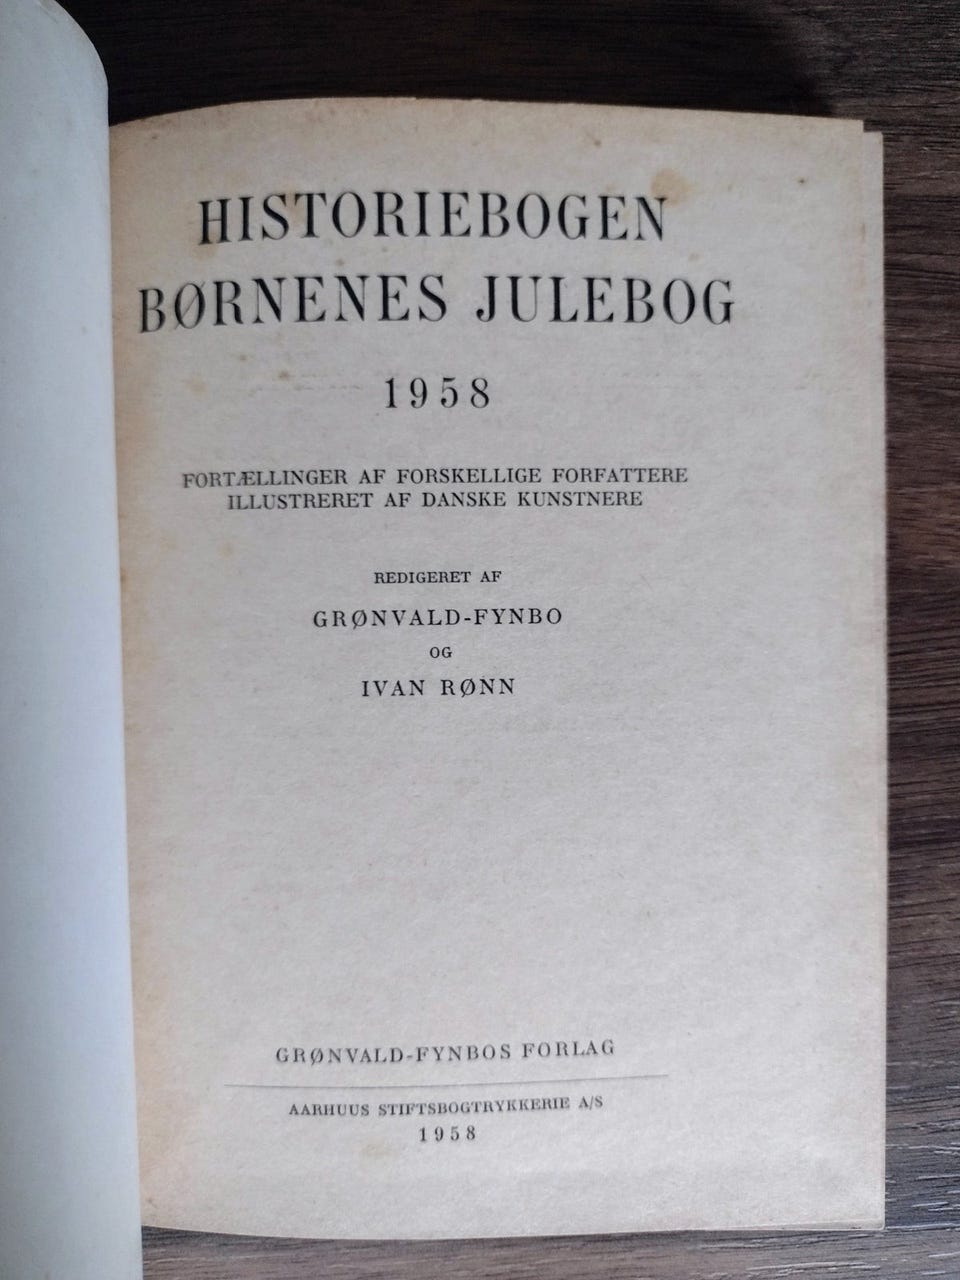 HISTORIEBOGEN
BØRNENES JULEBOG
1958
FORTÆLLINGER AF FORSKELLIGE FORFATTERE
ILLUSTRERET AF DANSKE KUNSTNERE
REDIGERET AF
GRØNVALD-FYNBO
OG
IVAN RØNN
GRØNVALD-FYNBOS FORLAG
AARHUUS STIFTSBOGTRYKKERIE A/S
1958